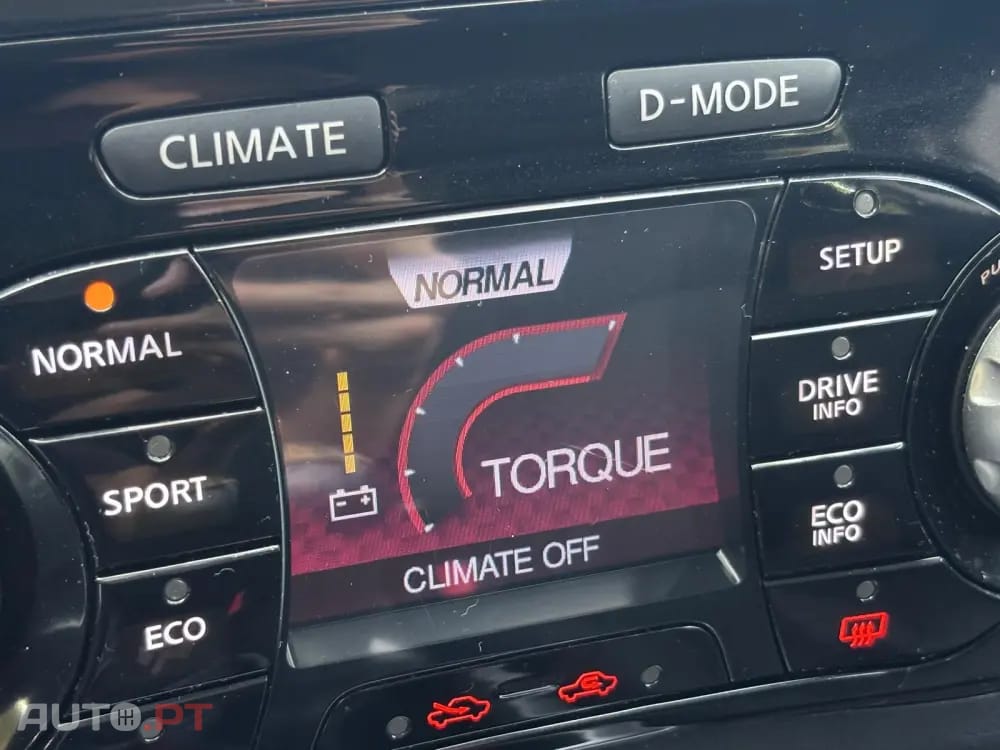 CLIMATE
D-MODE
NORMAL
SETUP
NORMAL
DRIVE
INFO
TORQUE
SPORT
ECO
INFO
CLIMATE OFF
ECO
AUTO.PT